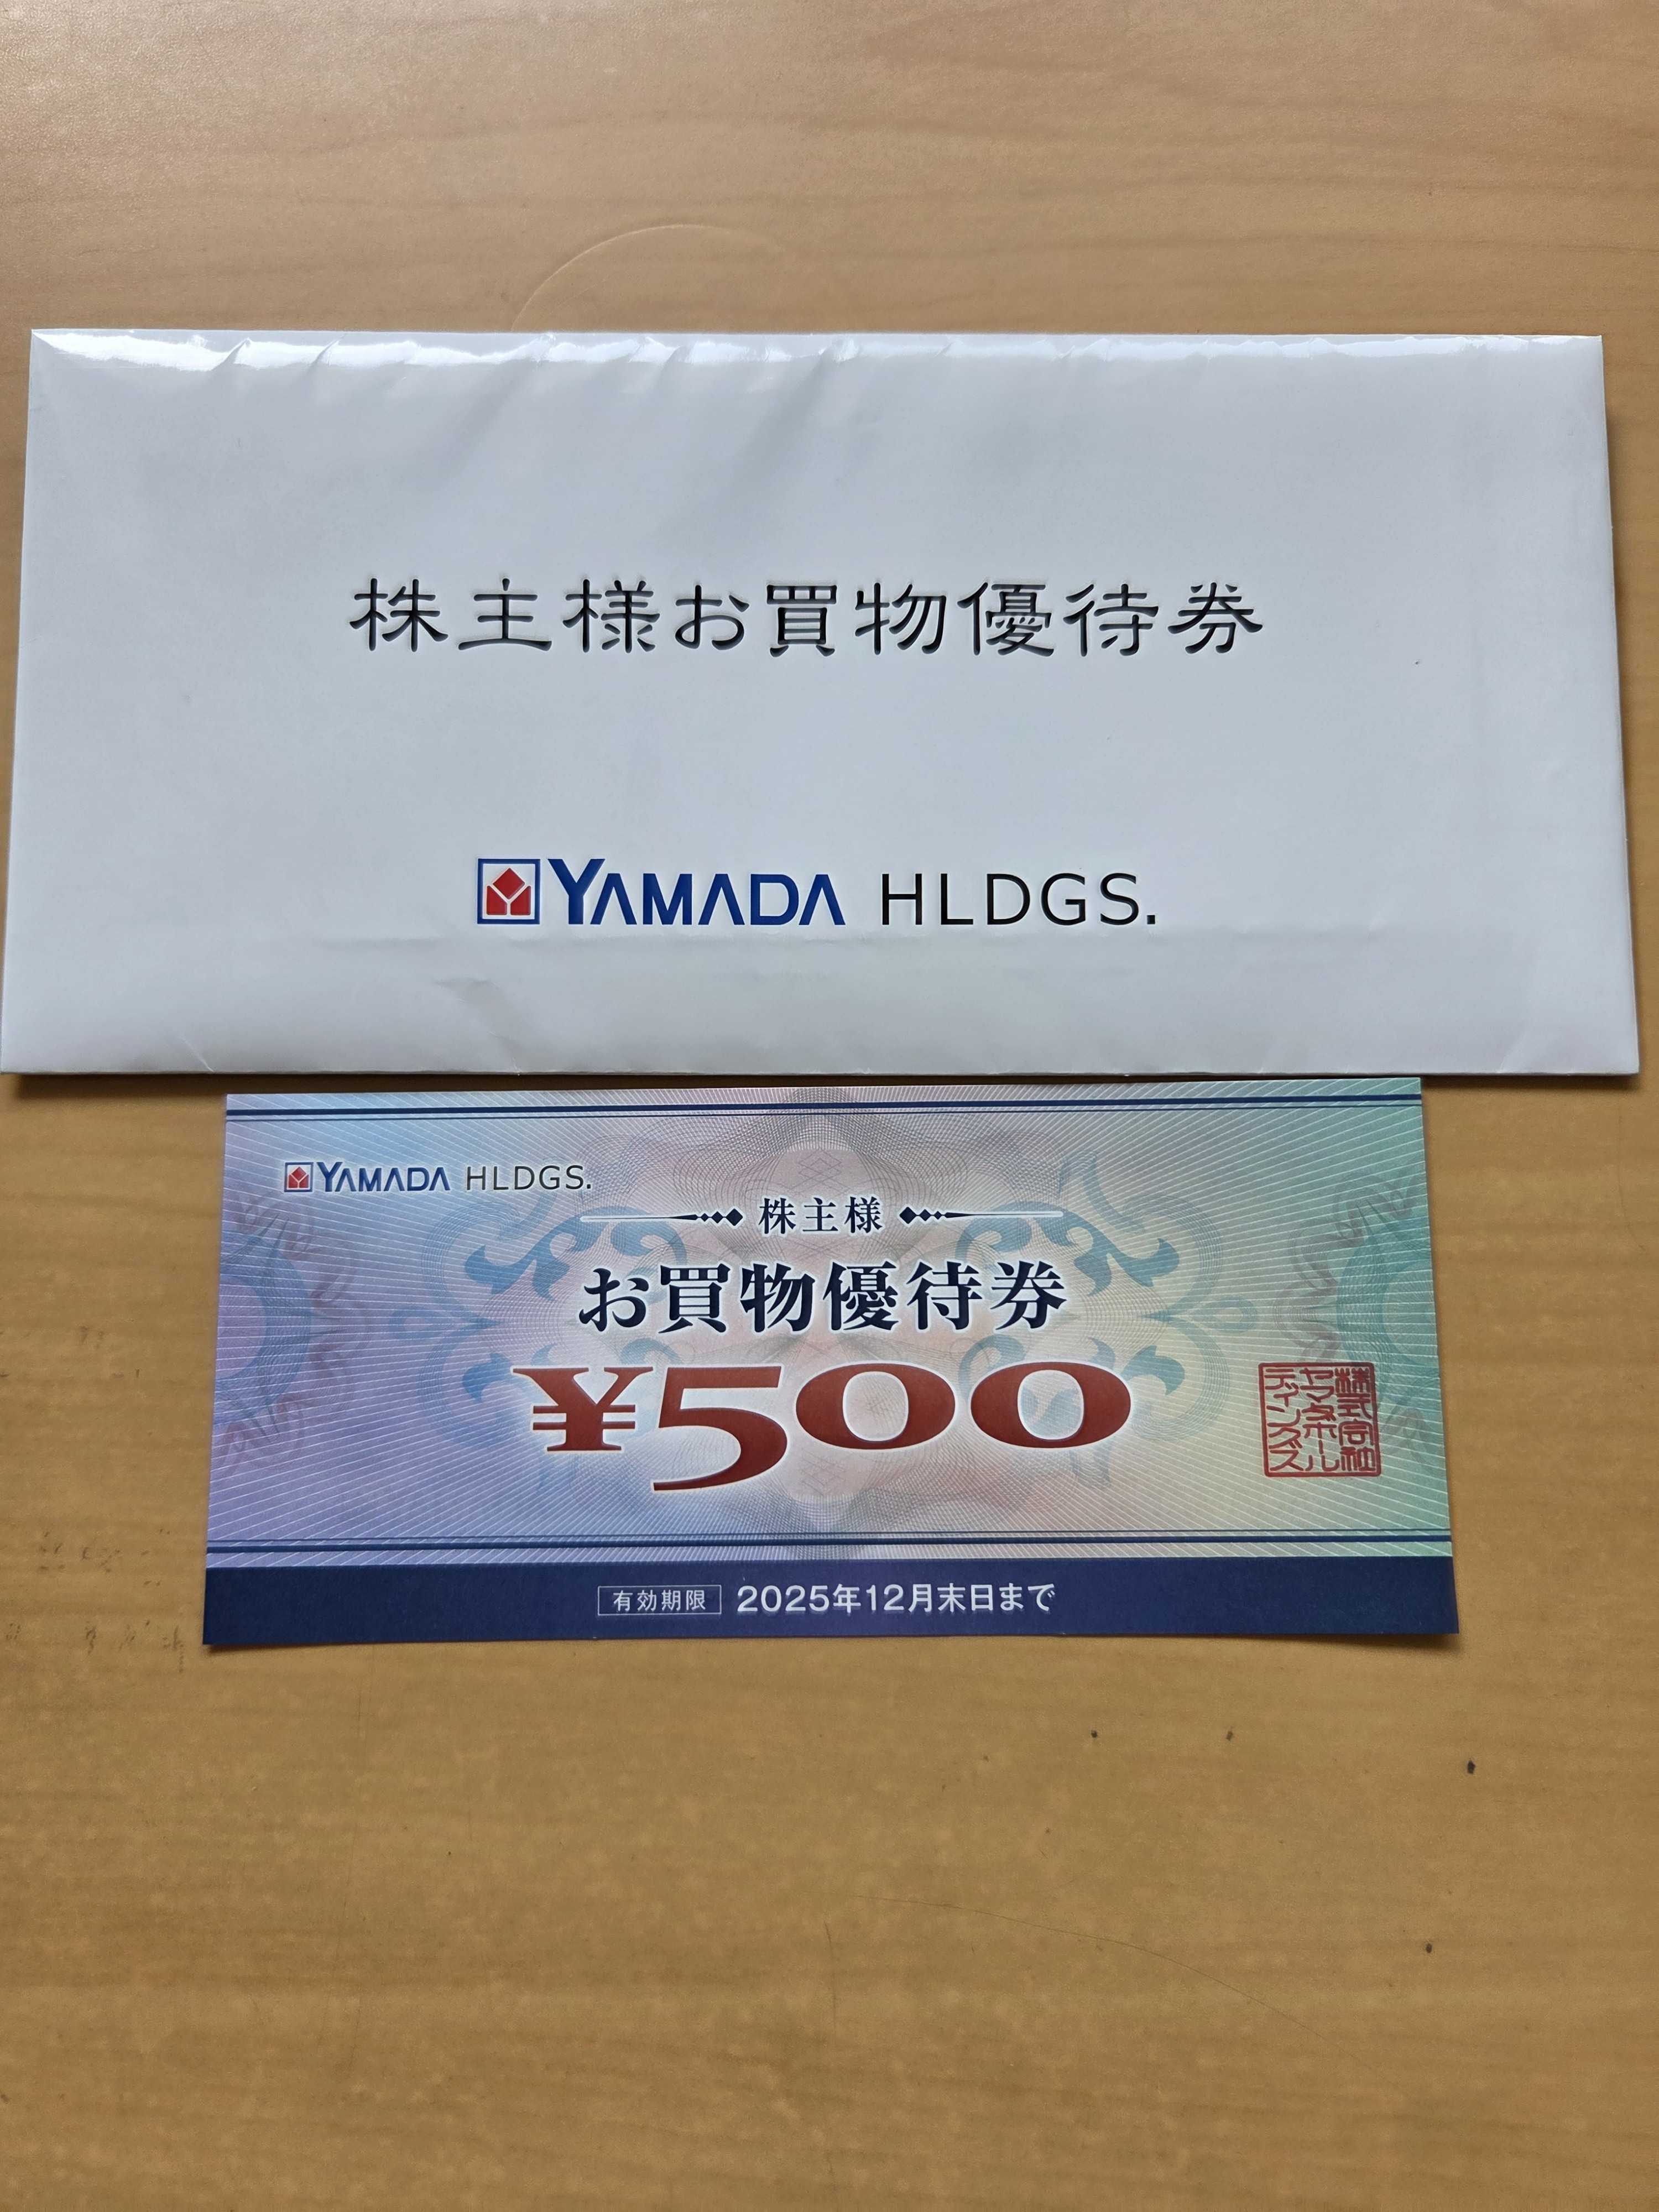 株主様お買物優待券
YAMADA HLDGS.
YAMADA HLDGS.
株主様
お買物優待券
¥500
株式会社
ヤマダホール
ディングス
有効期限 2025年12月末日まで